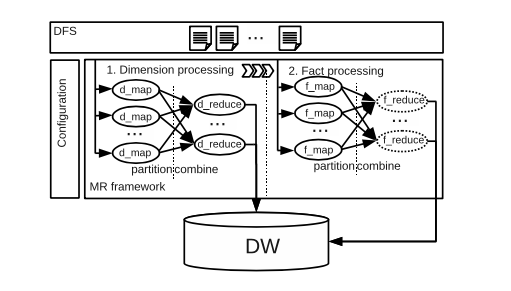 DFS
...
Configuration
1. Dimension processing
2. Fact processing
d_map
d_map
...
d_map
d_reduce
...
d_reduce
partition combine
f_map
f_map
...
f_map
f_reduce
...
f_reduce
partition combine
MR framework
DW